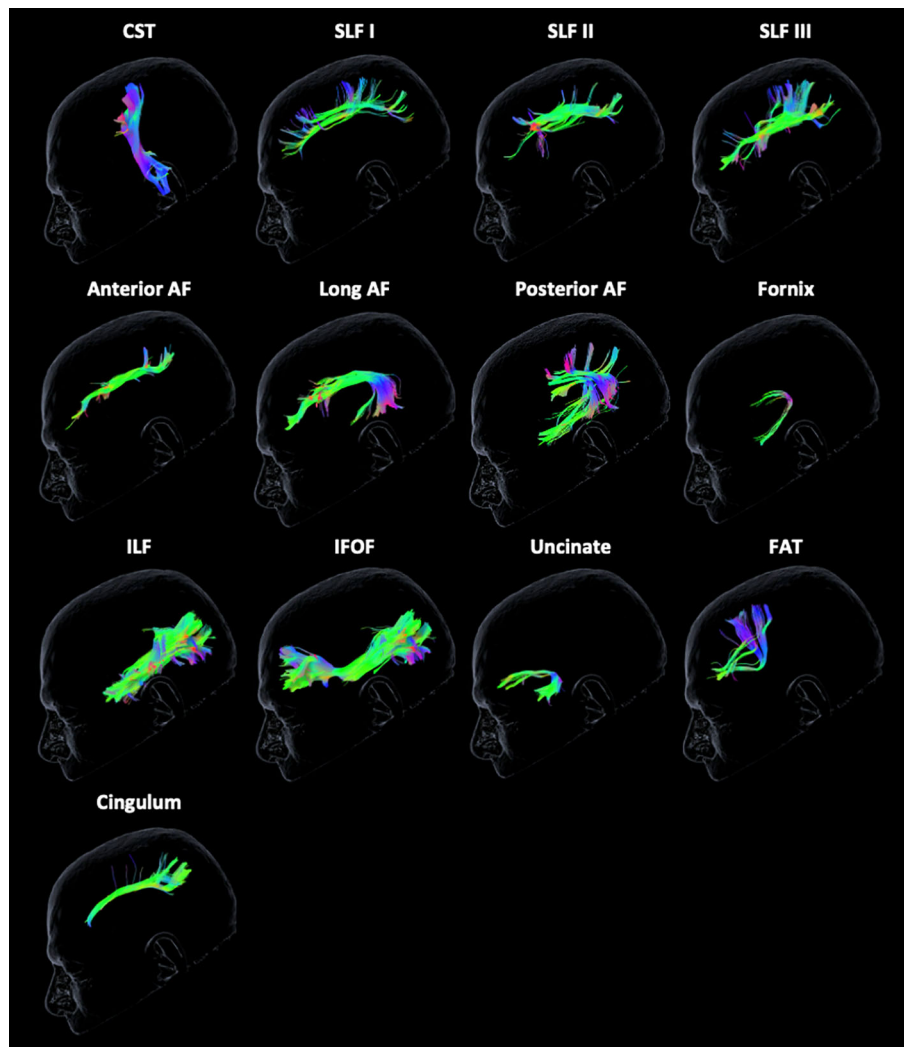 CST
SLF I
SLF II
SLF III
Anterior AF
Long AF
Posterior AF
Fornix
ILF
IFOF
Uncinate
FAT
Cingulum